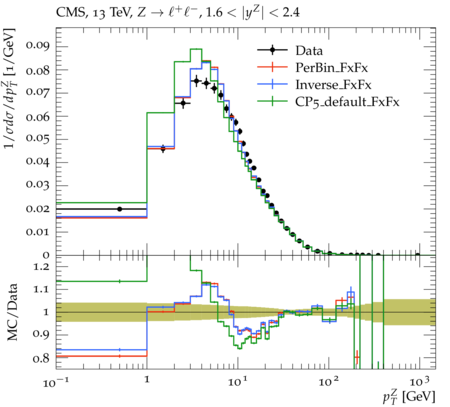 CMS, 13 TeV, Z → ℓ⁺ℓ⁻, 1.6 < |y^Z| < 2.4
1/σdσ/dp_T^Z [1/GeV]
0.09
0.08
0.07
0.06
0.05
0.04
0.03
0.02
0.01
0
Data
PerBin_FxFx
Inverse_FxFx
CP5_default_FxFx
MC/Data
1.2
1.1
1
0.9
0.8
10⁻¹ 1 10¹ 10² 10³
p_T^Z [GeV]